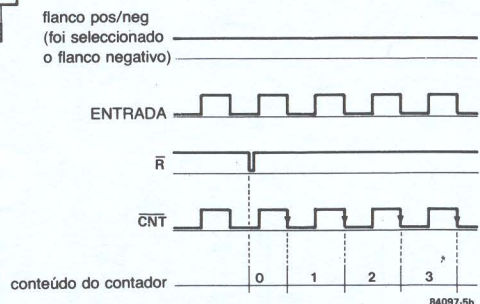 flanco pos/neg
(foi seleccionado
o flanco negativo)
ENTRADA
R
CNT
conteúdo do contador
0 1 2 3
84097-5b